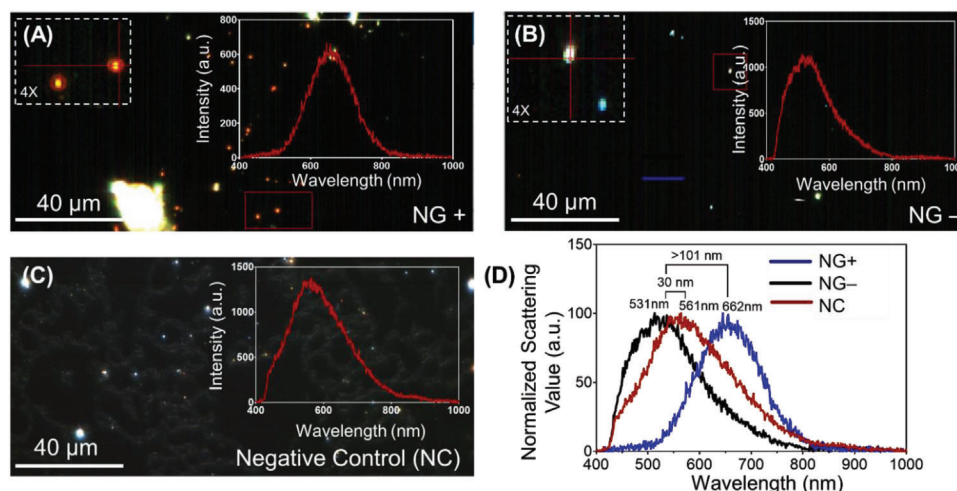 (A)
4X
40 µm
NG +
Intensity (a.u.)
800
600
400
200
0
400 600 800 1000
Wavelength (nm)
(B)
4X
40 µm
NG –
Intensity (a.u.)
1500
1000
500
0
400 600 800 1000
Wavelength (nm)
(C)
40 µm
Negative Control (NC)
Intensity (a.u.)
1500
1000
500
0
400 600 800 1000
Wavelength (nm)
(D)
Normalized Scattering
Value (a.u.)
150
100
50
0
>101 nm
30 nm
531nm 561nm 662nm
NG+
NG–
NC
400 500 600 700 800 900 1000
Wavelength (nm)